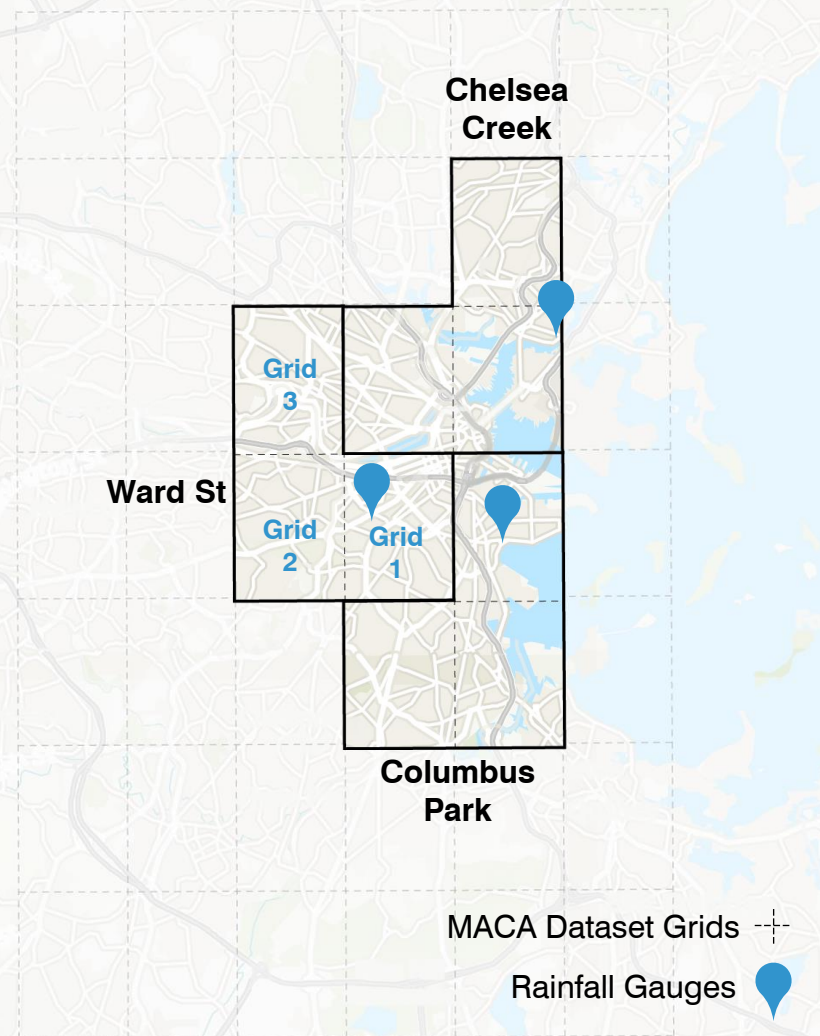 Chelsea
Creek
Grid
3
Ward St
Grid
2
Grid
1
Columbus
Park
MACA Dataset Grids
Rainfall Gauges